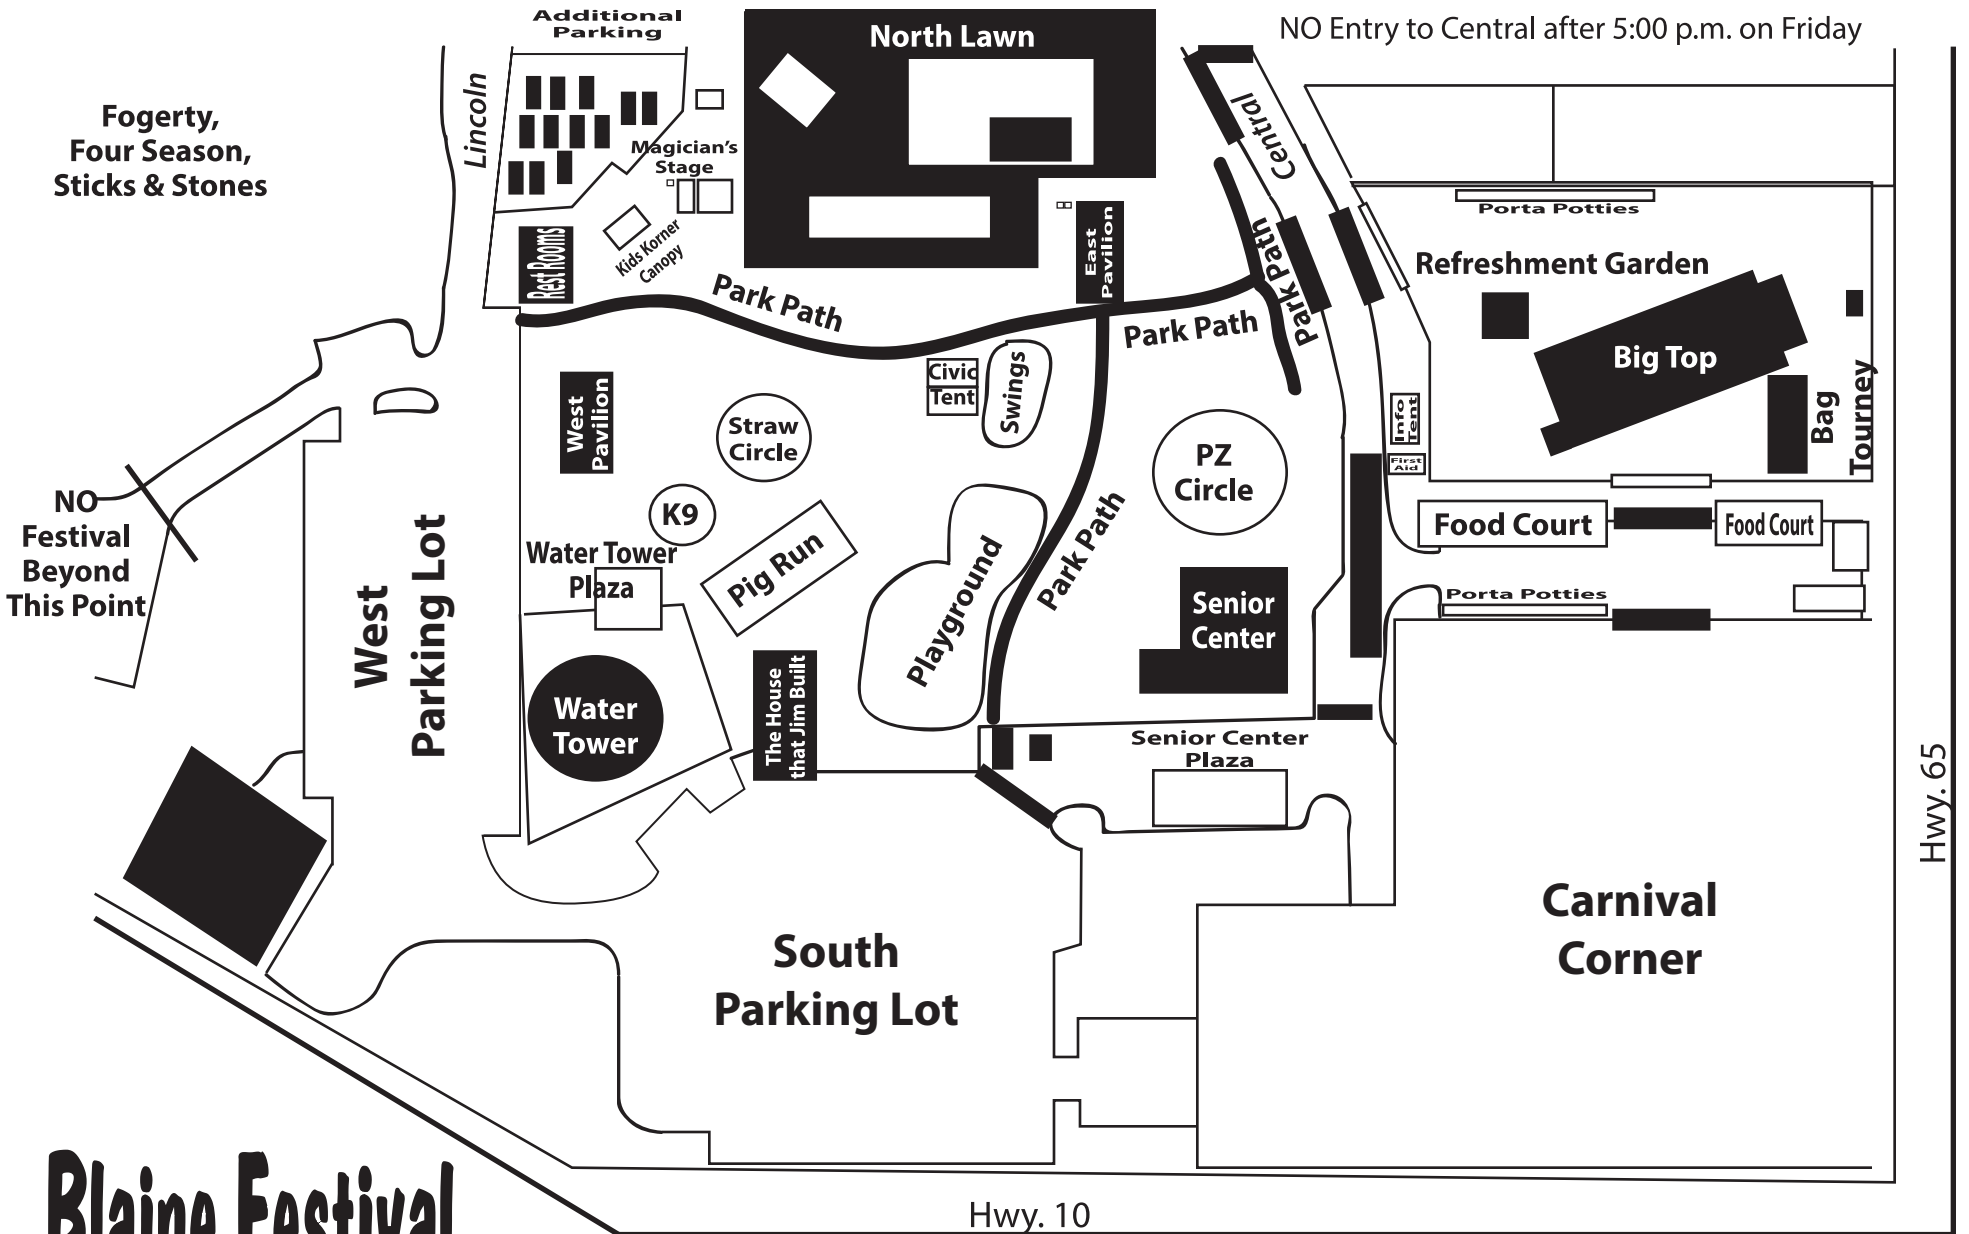 Additional
Parking
North Lawn
NO Entry to Central after 5:00 p.m. on Friday
Fogerty,
Four Season,
Sticks & Stones
Lincoln
Central
Magician's
Stage
Kids Korner
Canopy
Rest Rooms
East
Pavilion
Park Path
Park Path
Park Path
Porta Potties
Refreshment Garden
Big Top
Bag
Tourney
West
Pavilion
Straw
Circle
Civic
Tent
Swings
Info
Tent
First
Aid
PZ
Circle
K9
NO
Festival
Beyond
This Point
West
Parking Lot
Water Tower
Plaza
Pig Run
Playground
Park Path
Food Court
Food Court
Senior
Center
Porta Potties
Water
Tower
The House
that Jim Built
Senior Center
Plaza
Hwy. 65
Carnival
Corner
South
Parking Lot
Hwy. 10
Blaine Festival